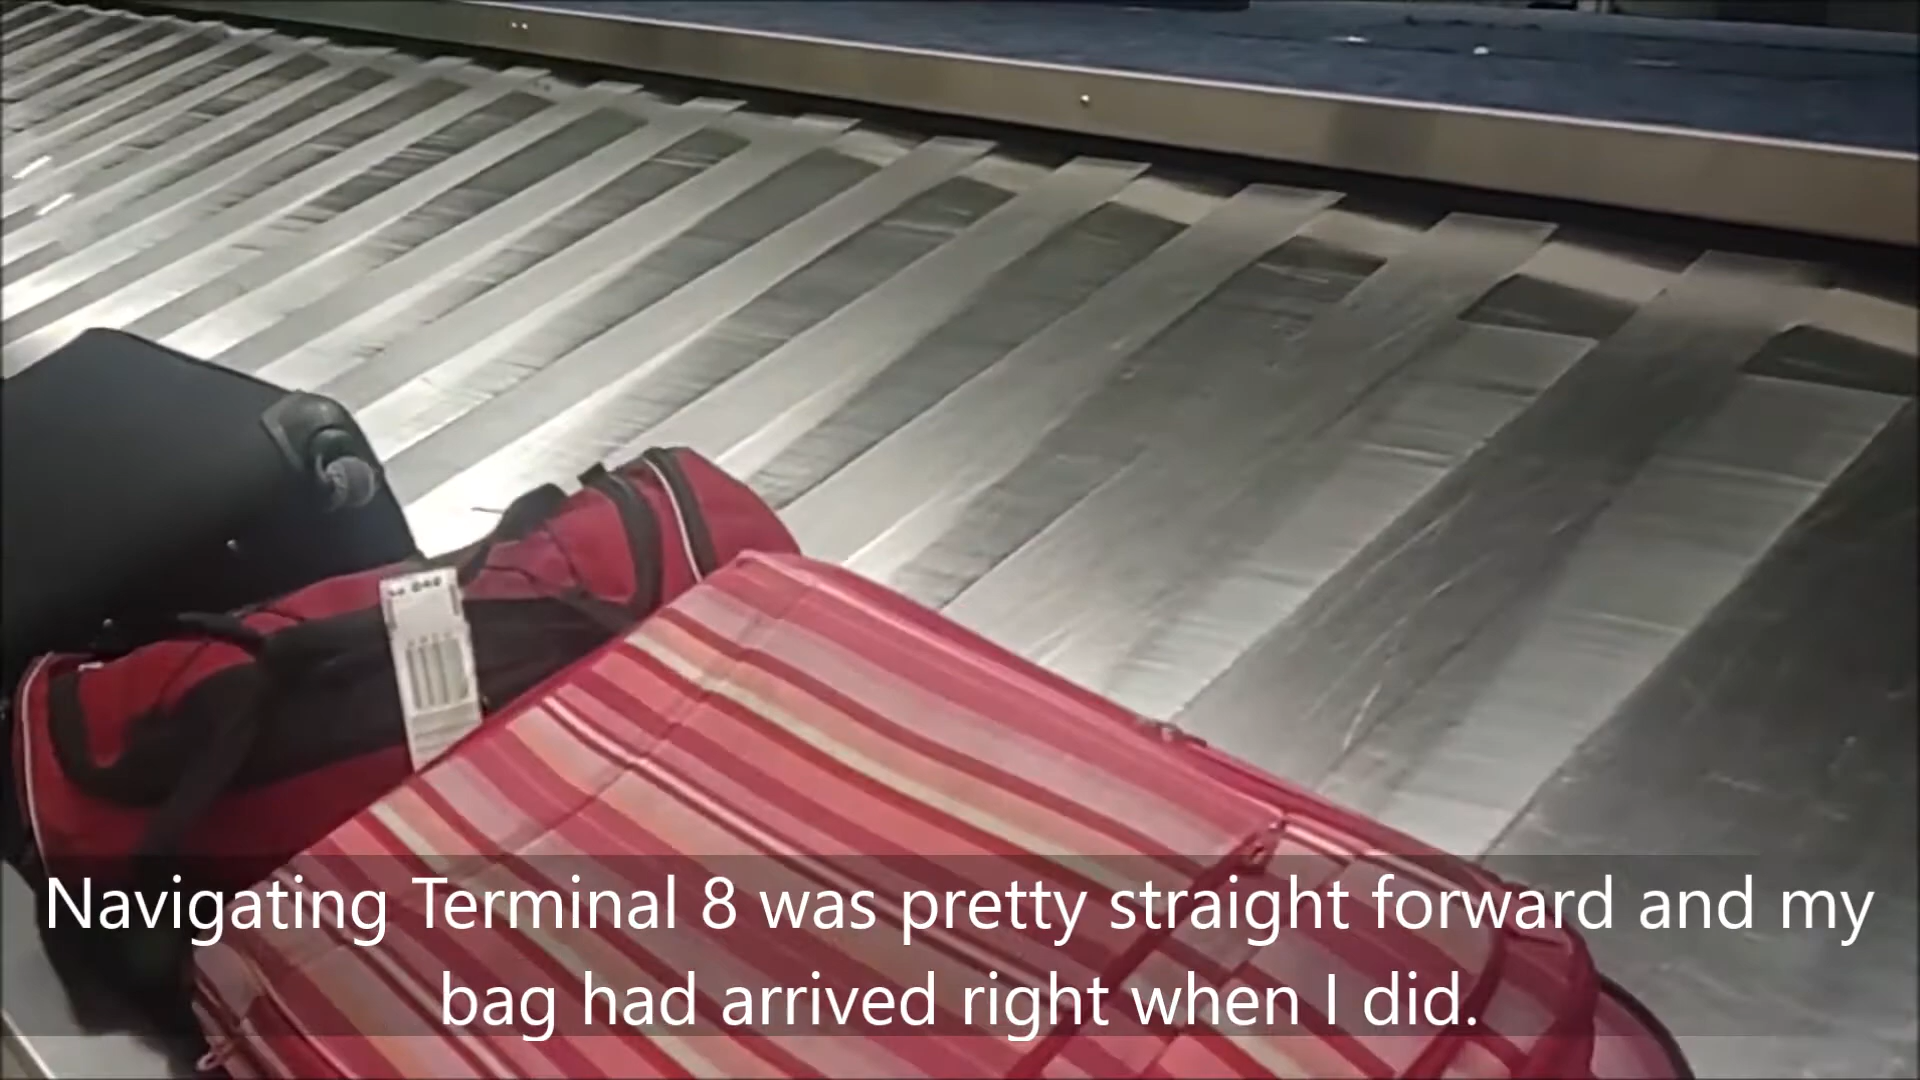 Navigating Terminal 8 was pretty straight forward and my
bag had arrived right when I did.